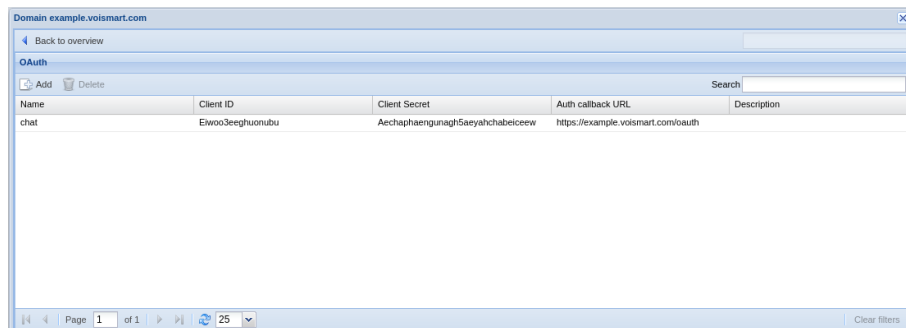 Domain example.voismart.com
Back to overview
OAuth
Add Delete Search
Name Client ID Client Secret Auth callback URL Description
chat Eiwoo3eeghuonubu Aechaphaengunagh5aeyahchabeiceew https://example.voismart.com/oauth
Page 1 of 1 25 Clear filters